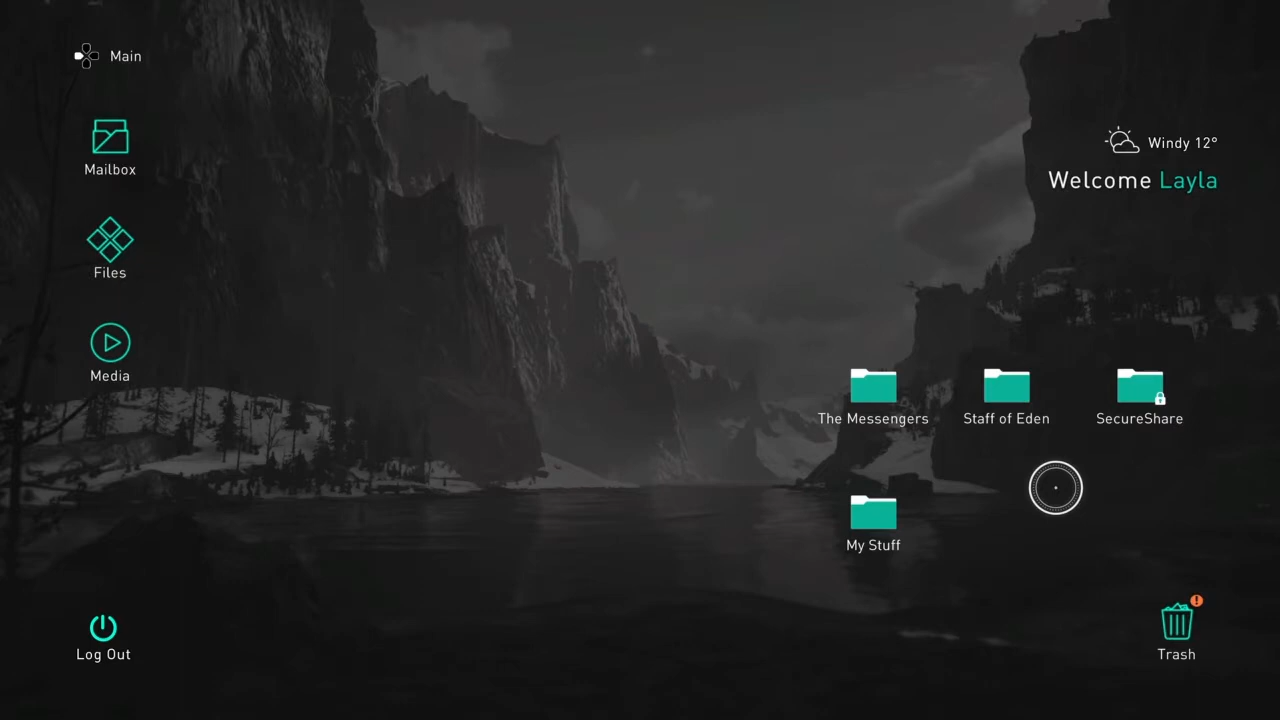 Main
Mailbox
Files
Media
Log Out
Windy 12°
Welcome Layla
The Messengers
Staff of Eden
SecureShare
My Stuff
!
Trash